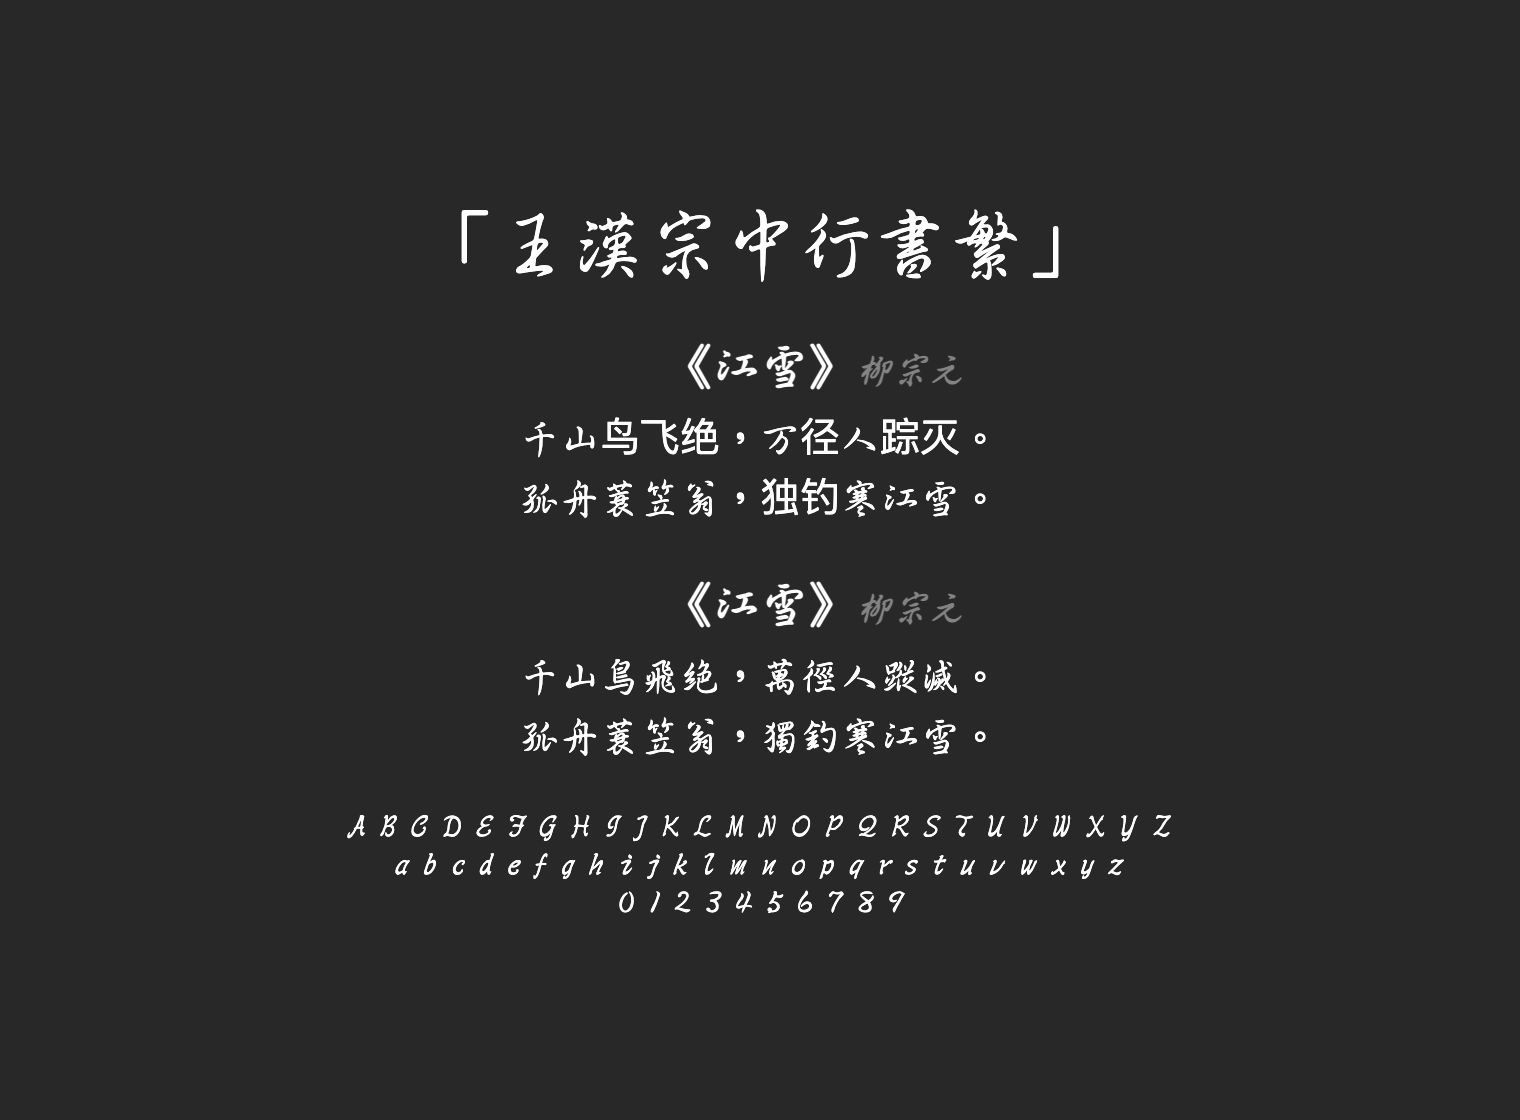 「王漢宗中行書繁」
《江雪》 柳宗元
千山鸟飞绝，万径人踪灭。
孤舟蓑笠翁，独钓寒江雪。
《江雪》 柳宗元
千山鳥飛絶，萬徑人蹤滅。
孤舟蓑笠翁，獨釣寒江雪。
A B C D E F G H I J K L M N O P Q R S T U V W X Y Z
a b c d e f g h i j k l m n o p q r s t u v w x y z
0 1 2 3 4 5 6 7 8 9